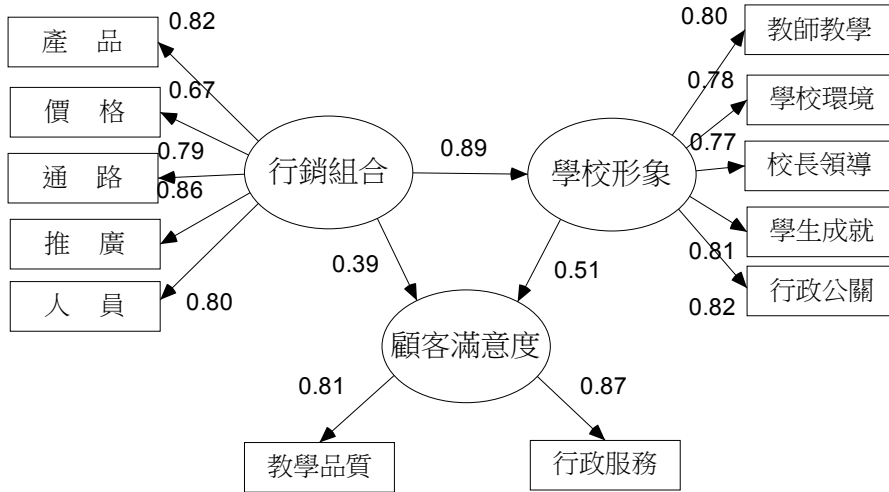 產 品
價 格
通 路
推 廣
人 員
0.82
0.67
0.79
0.86
0.80
行銷組合
0.89
學校形象
0.80
0.78
0.77
0.81
0.82
教師教學
學校環境
校長領導
學生成就
行政公關
0.39
0.51
顧客滿意度
0.81
0.87
教學品質
行政服務